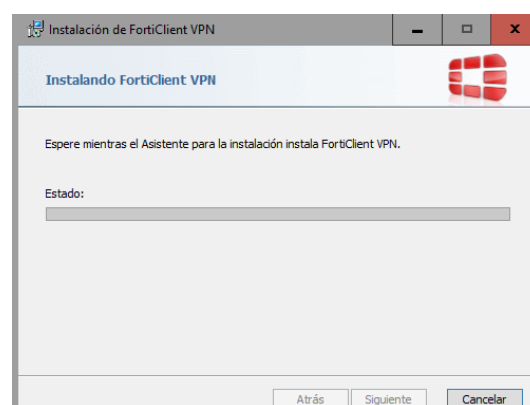 Instalación de FortiClient VPN
Instalando FortiClient VPN
Espere mientras el Asistente para la instalación instala FortiClient VPN.
Estado:
Atrás Siguiente Cancelar